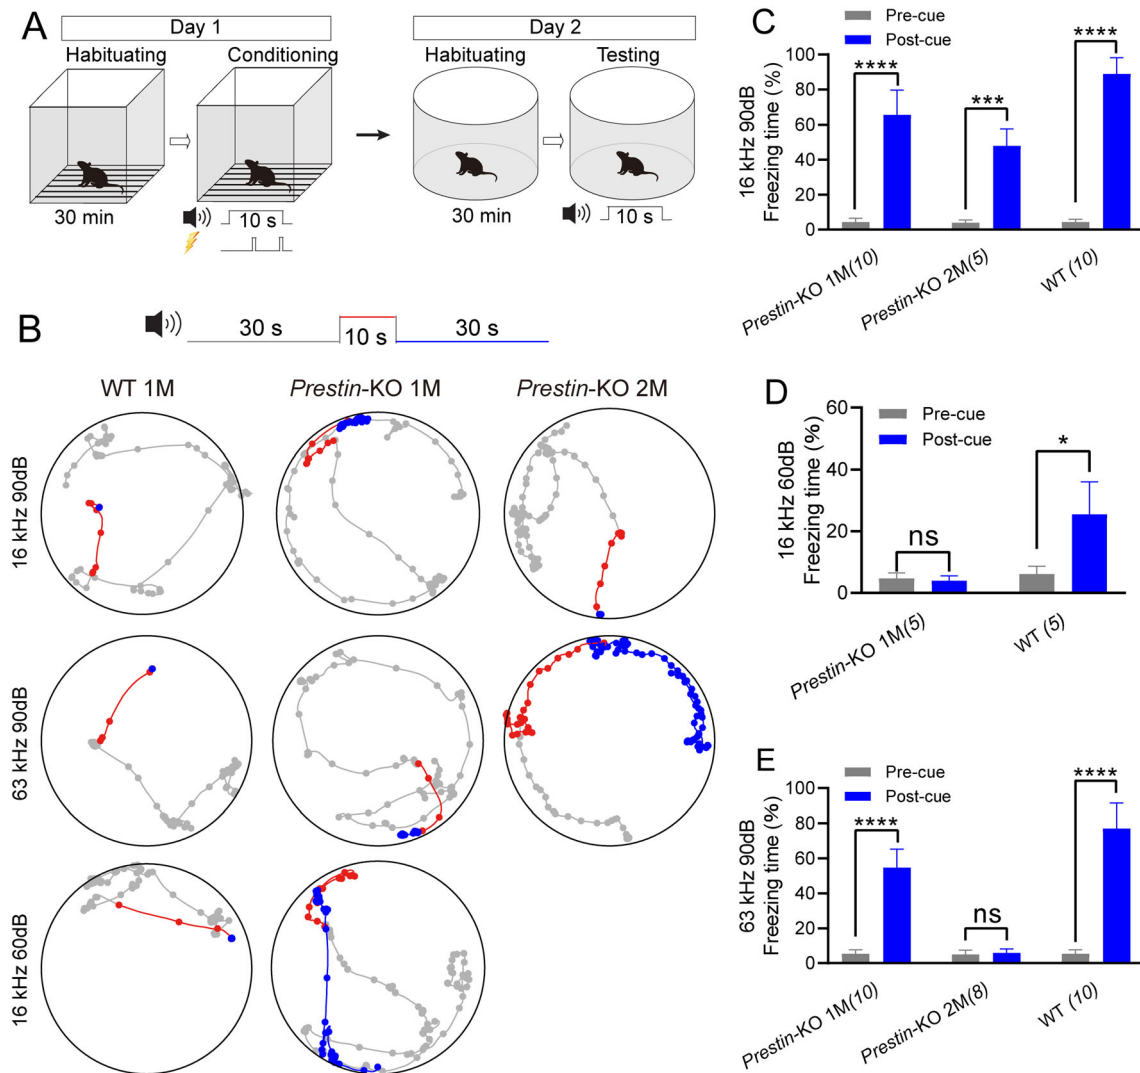 A
Day 1
Day 2
Habituating
Conditioning
Habituating
Testing
30 min
10 s
30 min
10 s
B
30 s
10 s
30 s
WT 1M
Prestin-KO 1M
Prestin-KO 2M
16 kHz 90dB
63 kHz 90dB
16 kHz 60dB
C
Pre-cue
Post-cue
16 kHz 90dB
Freezing time (%)
100
80
60
40
20
0
****
***
****
Prestin-KO 1M(10)
Prestin-KO 2M(5)
WT (10)
D
Pre-cue
Post-cue
16 kHz 60dB
Freezing time (%)
60
40
20
0
ns
*
Prestin-KO 1M(5)
WT (5)
E
Pre-cue
Post-cue
63 kHz 90dB
Freezing time (%)
100
80
60
40
20
0
****
ns
****
Prestin-KO 1M(10)
Prestin-KO 2M(8)
WT (10)